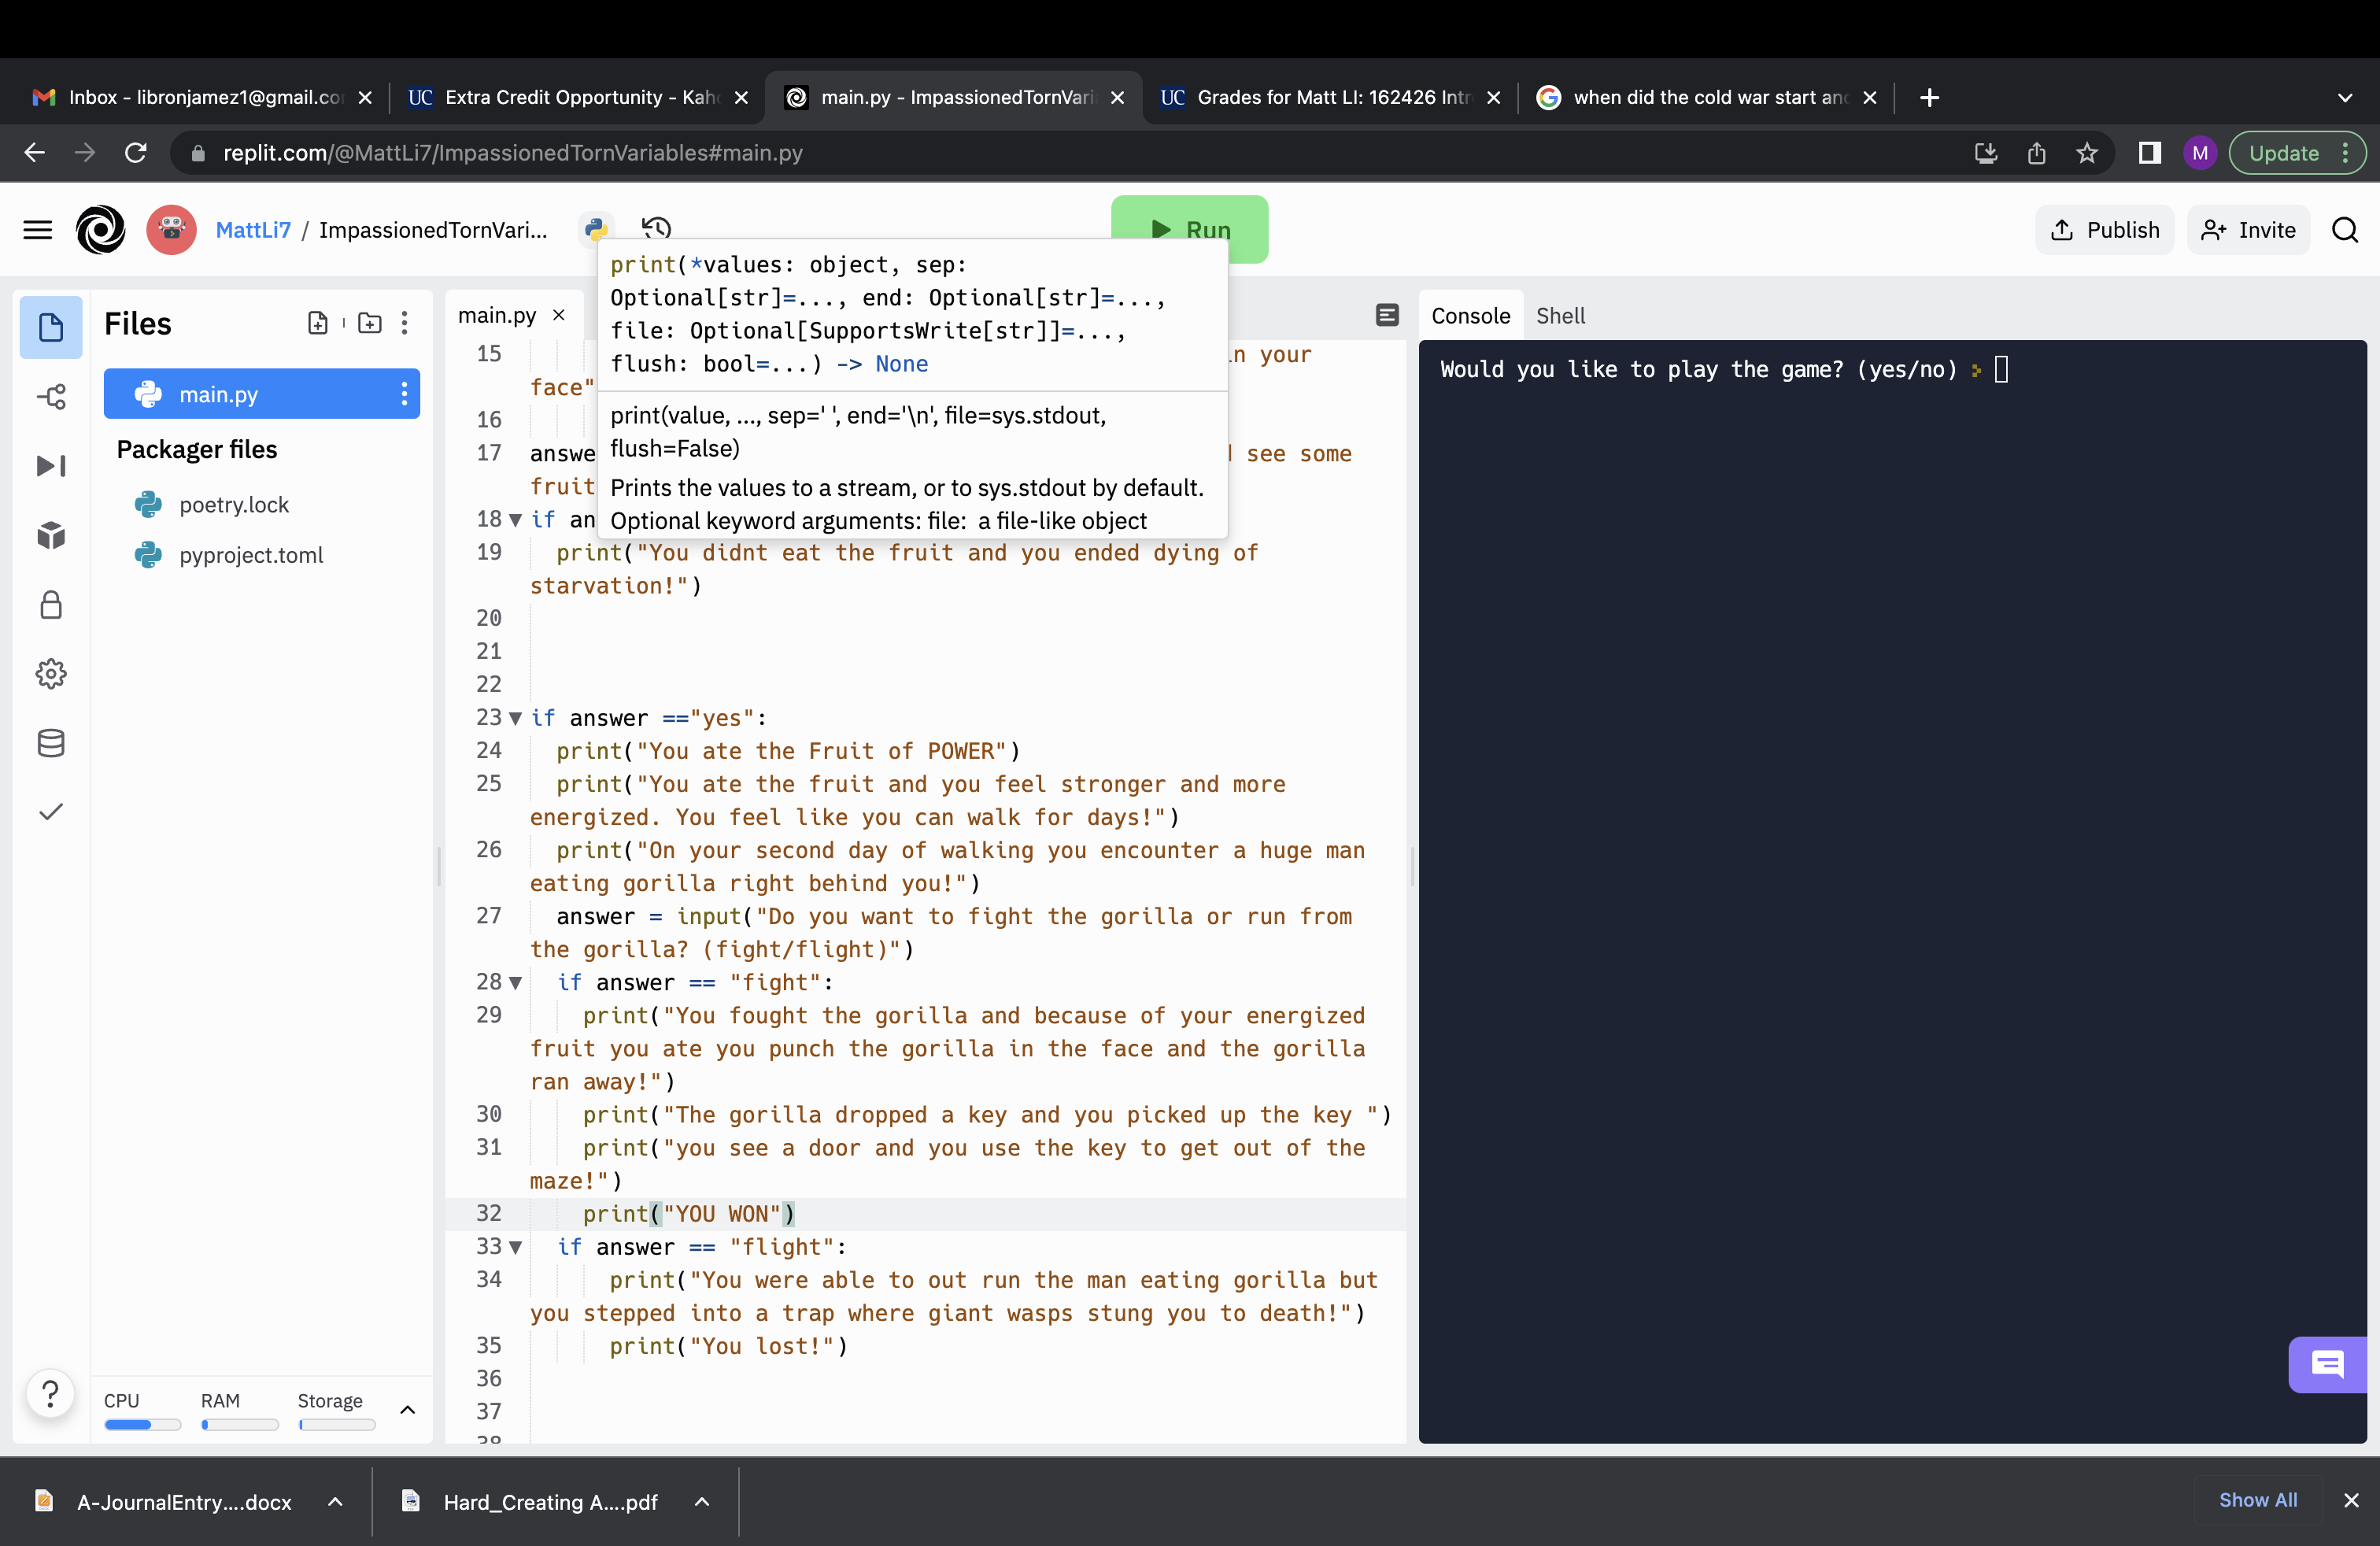 Inbox - libronjamez1@gmail.co
UC Extra Credit Opportunity - Kah
main.py - ImpassionedTornVari
UC Grades for Matt LI: 162426 Intr
G when did the cold war start an
replit.com/@MattLi7/ImpassionedTornVariables#main.py
M
Update
MattLi7 / ImpassionedTornVari...
Run
Publish
Invite
Files
main.py
Packager files
poetry.lock
pyproject.toml
CPU
RAM
Storage
main.py
print(*values: object, sep:
Optional[str]=..., end: Optional[str]=...,
file: Optional[SupportsWrite[str]]=...,
flush: bool=...) -> None
print(value, ..., sep=' ', end='\n', file=sys.stdout,
flush=False)
Prints the values to a stream, or to sys.stdout by default.
Optional keyword arguments: file: a file-like object
15 n your
face"
16
17 answe see some
fruit
18 if an
19 print("You didnt eat the fruit and you ended dying of
starvation!")
20
21
22
23 if answer =="yes":
24 print("You ate the Fruit of POWER")
25 print("You ate the fruit and you feel stronger and more
energized. You feel like you can walk for days!")
26 print("On your second day of walking you encounter a huge man
eating gorilla right behind you!")
27 answer = input("Do you want to fight the gorilla or run from
the gorilla? (fight/flight)")
28 if answer == "fight":
29 print("You fought the gorilla and because of your energized
fruit you ate you punch the gorilla in the face and the gorilla
ran away!")
30 print("The gorilla dropped a key and you picked up the key ")
31 print("you see a door and you use the key to get out of the
maze!")
32 print("YOU WON")
33 if answer == "flight":
34 print("You were able to out run the man eating gorilla but
you stepped into a trap where giant wasps stung you to death!")
35 print("You lost!")
36
37
38
Console
Shell
Would you like to play the game? (yes/no)
?
A-JournalEntry....docx
Hard_Creating A....pdf
Show All